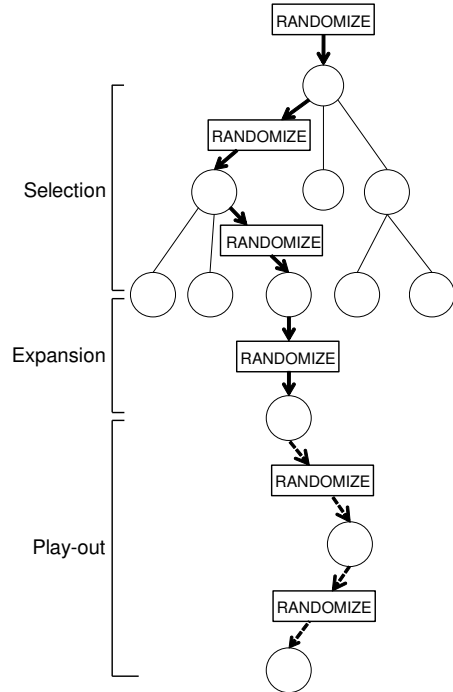 RANDOMIZE
RANDOMIZE
Selection
RANDOMIZE
Expansion
RANDOMIZE
RANDOMIZE
Play-out
RANDOMIZE